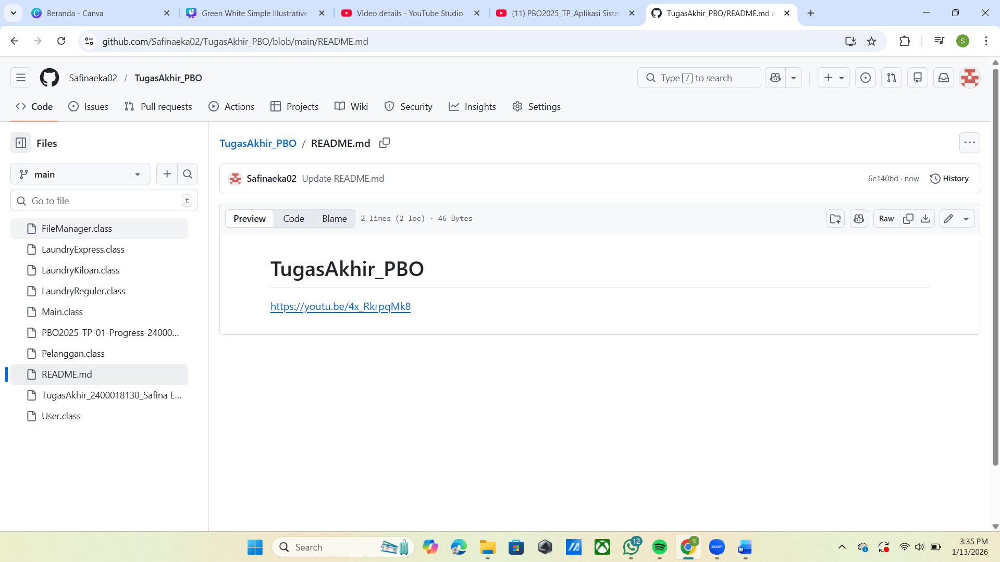 Beranda - Canva
Green White Simple Illustrative
Video details - YouTube Studio
(11) PBO2025_TP_Aplikasi Sister
TugasAkhir_PBO/README.md a
github.com/Safinaeka02/TugasAkhir_PBO/blob/main/README.md
S
Safinaeka02 / TugasAkhir_PBO
Type / to search
Code
Issues
Pull requests
Actions
Projects
Wiki
Security
Insights
Settings
Files
TugasAkhir_PBO / README.md
main
Safinaeka02 Update README.md
6e140bd · now
History
Go to file
t
Preview
Code
Blame
2 lines (2 loc) · 46 Bytes
Raw
FileManager.class
LaundryExpress.class
LaundryKiloan.class
LaundryReguler.class
Main.class
PBO2025-TP-01-Progress-24000...
Pelanggan.class
README.md
TugasAkhir_2400018130_Safina E...
User.class
TugasAkhir_PBO
https://youtu.be/4x_RkrpqMk8
Search
12
S
zoom
W
3:35 PM
1/13/2026